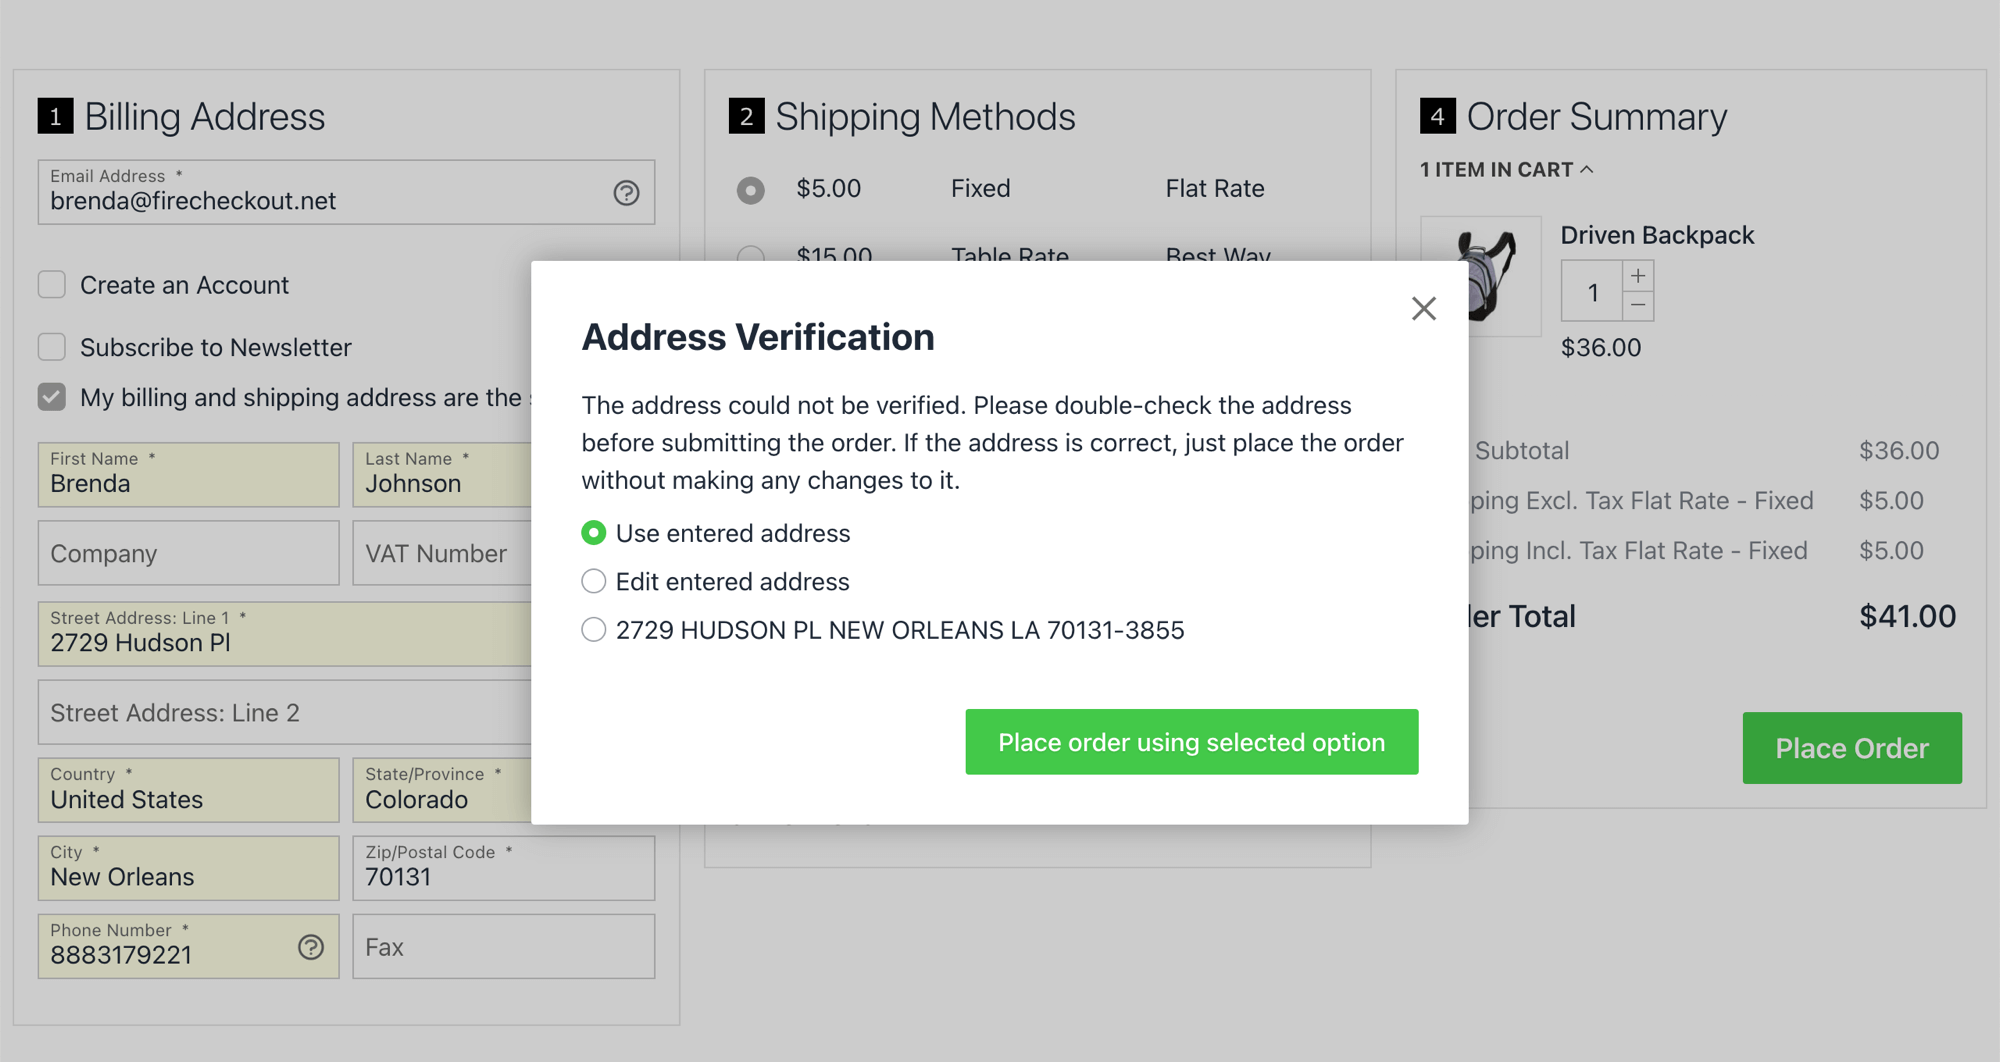 1 Billing Address
Email Address *
brenda@firecheckout.net
Create an Account
Subscribe to Newsletter
My billing and shipping address are the
First Name *
Brenda
Last Name *
Johnson
Company
VAT Number
Street Address: Line 1 *
2729 Hudson Pl
Street Address: Line 2
Country *
United States
State/Province *
Colorado
City *
New Orleans
Zip/Postal Code *
70131
Phone Number *
8883179221
Fax
2 Shipping Methods
$5.00 Fixed Flat Rate
$15.00 Table Rate Best Way
Address Verification
The address could not be verified. Please double-check the address
before submitting the order. If the address is correct, just place the order
without making any changes to it.
Use entered address
Edit entered address
2729 HUDSON PL NEW ORLEANS LA 70131-3855
Place order using selected option
4 Order Summary
1 ITEM IN CART
Driven Backpack
1
$36.00
Subtotal $36.00
ping Excl. Tax Flat Rate - Fixed $5.00
ping Incl. Tax Flat Rate - Fixed $5.00
der Total $41.00
Place Order